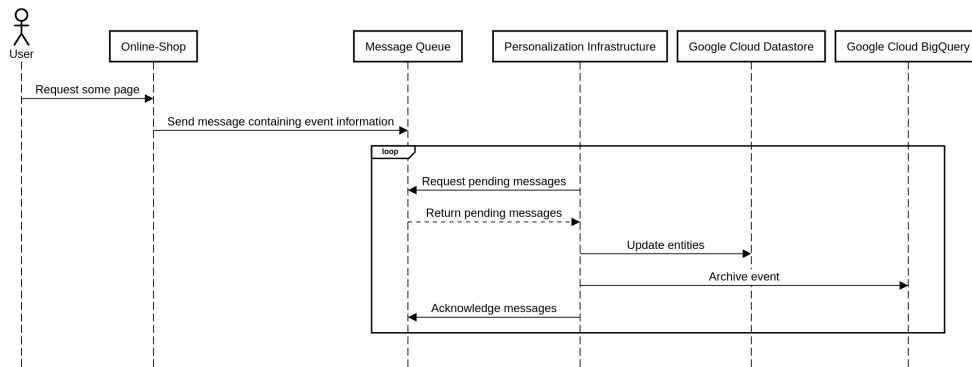 User
Online-Shop
Message Queue
Personalization Infrastructure
Google Cloud Datastore
Google Cloud BigQuery
Request some page
Send message containing event information
loop
Request pending messages
Return pending messages
Update entities
Archive event
Acknowledge messages